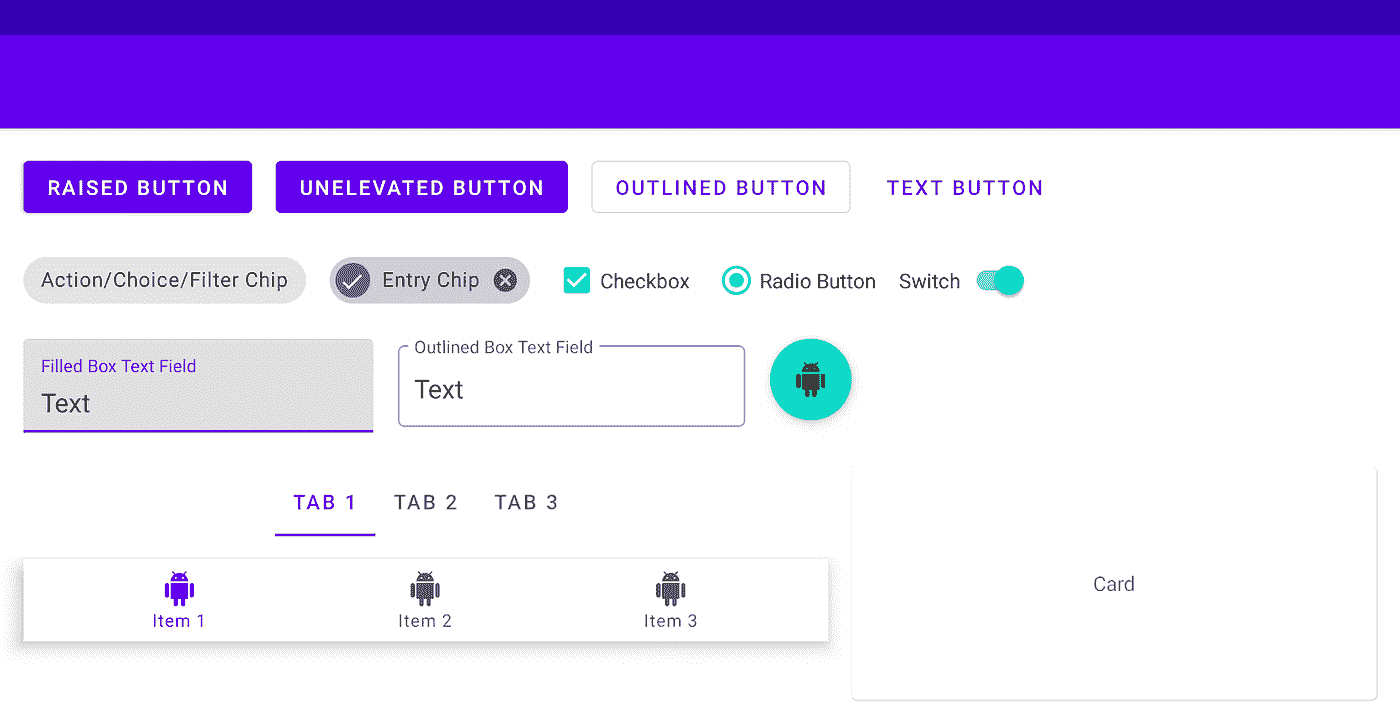 RAISED BUTTON
UNELEVATED BUTTON
OUTLINED BUTTON
TEXT BUTTON
Action/Choice/Filter Chip
Entry Chip
Checkbox
Radio Button
Switch
Filled Box Text Field
Text
Outlined Box Text Field
Text
TAB 1
TAB 2
TAB 3
Item 1
Item 2
Item 3
Card